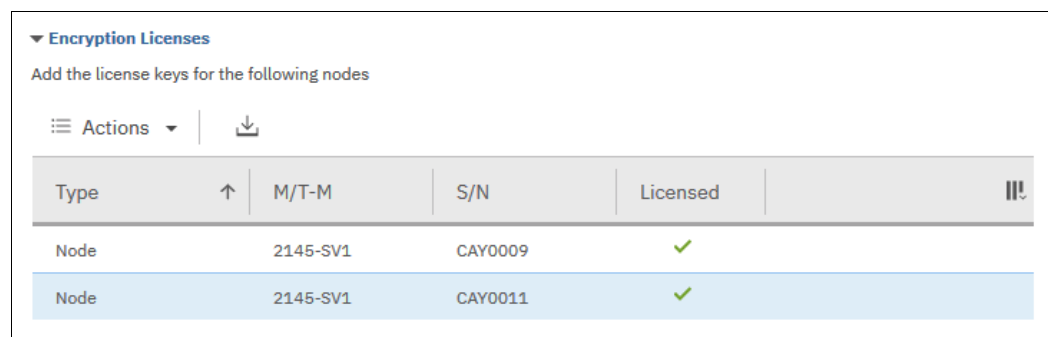 Encryption Licenses
Add the license keys for the following nodes
Actions
Type M/T-M S/N Licensed
Node 2145-SV1 CAY0009
Node 2145-SV1 CAY0011